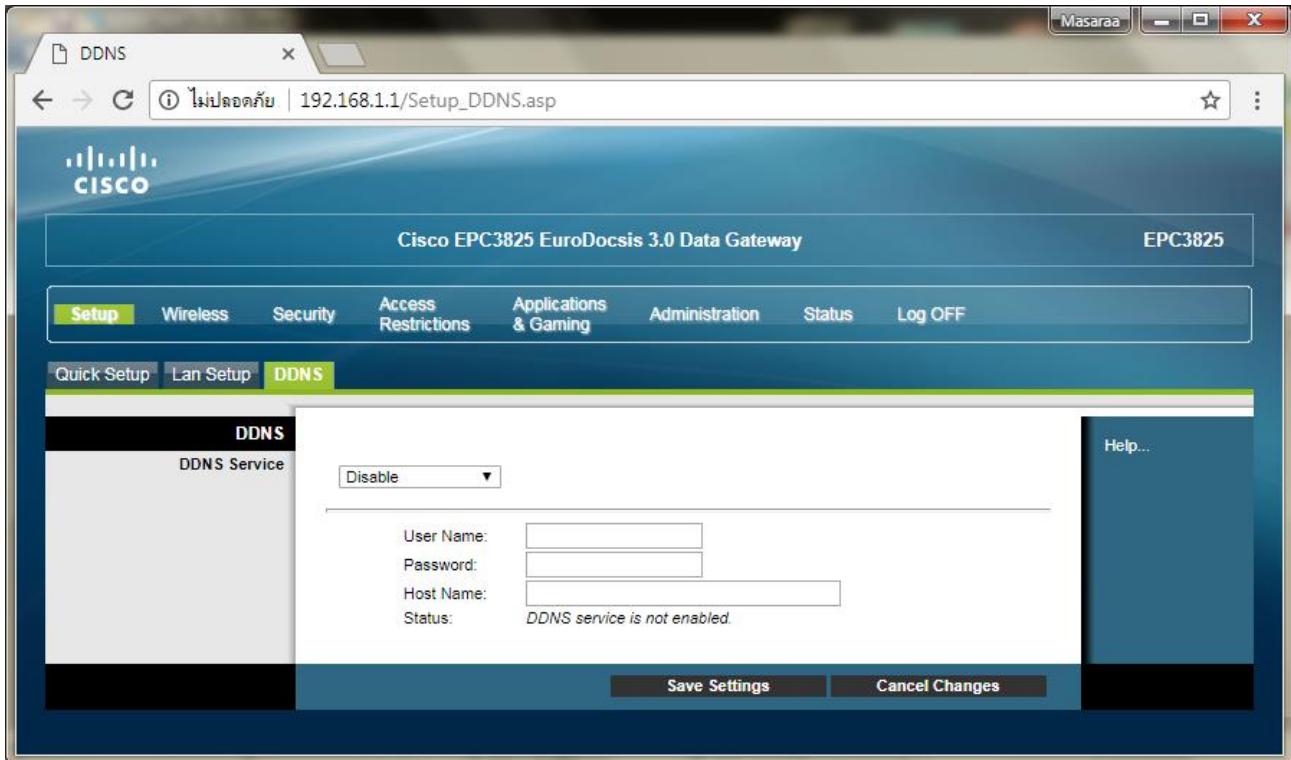 Masaraa
DDNS
ไม่ปลอดภัย | 192.168.1.1/Setup_DDNS.asp
CISCO
Cisco EPC3825 EuroDocsis 3.0 Data Gateway EPC3825
Setup Wireless Security Access Restrictions Applications & Gaming Administration Status Log OFF
Quick Setup Lan Setup DDNS
DDNS
Help...
DDNS Service
Disable
User Name:
Password:
Host Name:
Status: DDNS service is not enabled.
Save Settings Cancel Changes